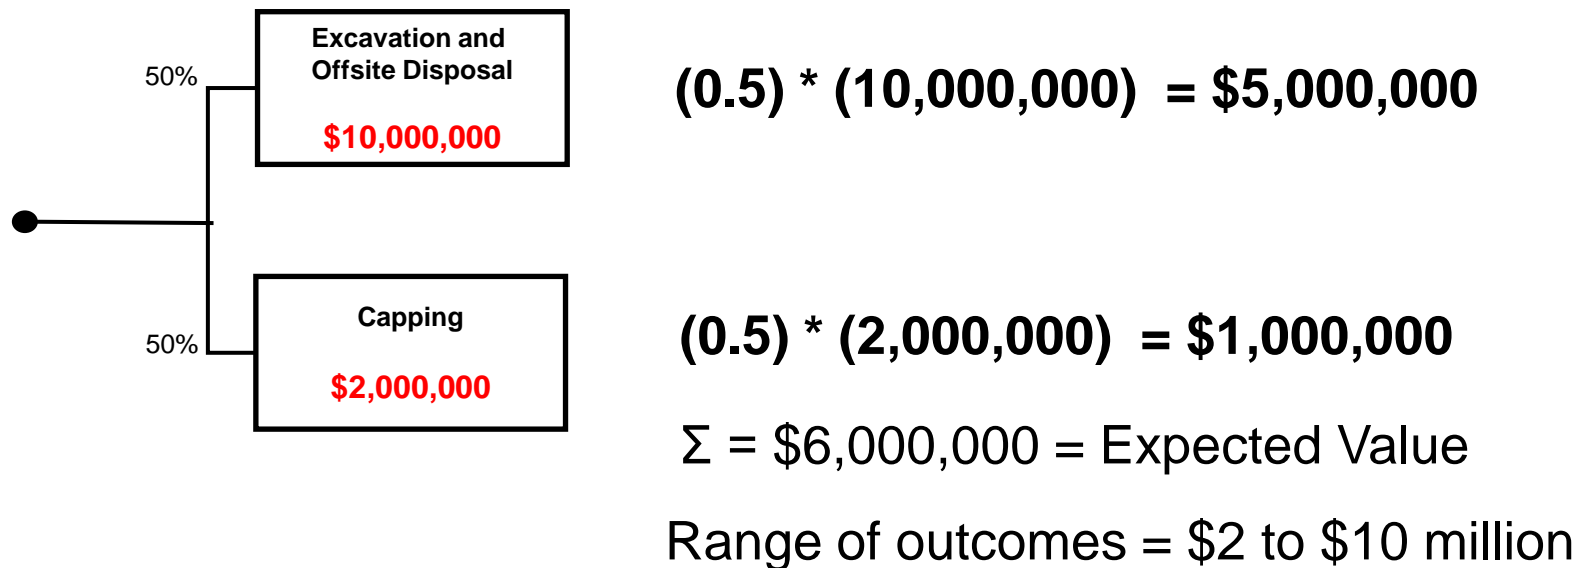 50%
Excavation and
Offsite Disposal
$10,000,000
(0.5) * (10,000,000) = $5,000,000
50%
Capping
$2,000,000
(0.5) * (2,000,000) = $1,000,000
Σ = $6,000,000 = Expected Value
Range of outcomes = $2 to $10 million